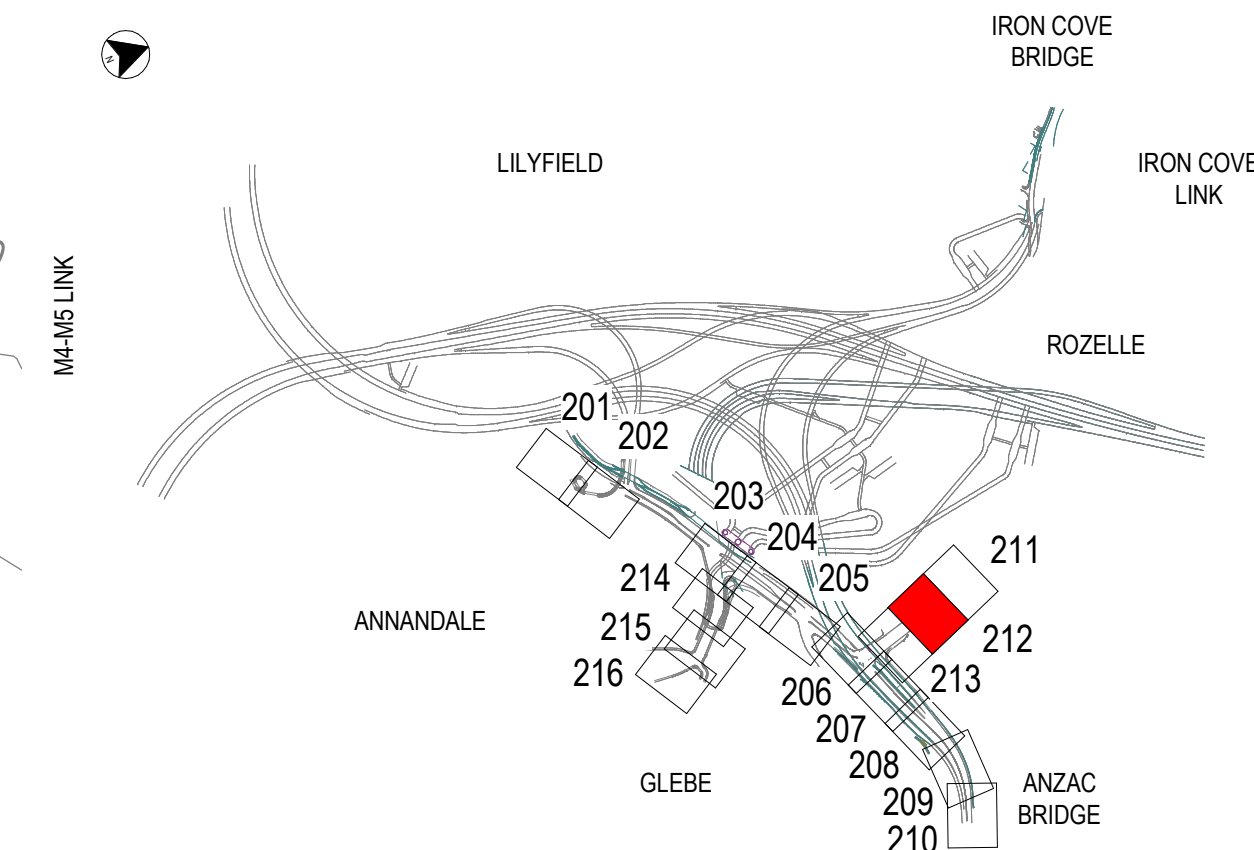 IRON COVE
BRIDGE
N
LILYFIELD
IRON COVE
LINK
M4-M5 LINK
ROZELLE
201
202
203
204
205
211
214
ANNANDALE
215
212
216
213
206
207
208
GLEBE
ANZAC
BRIDGE
209
210